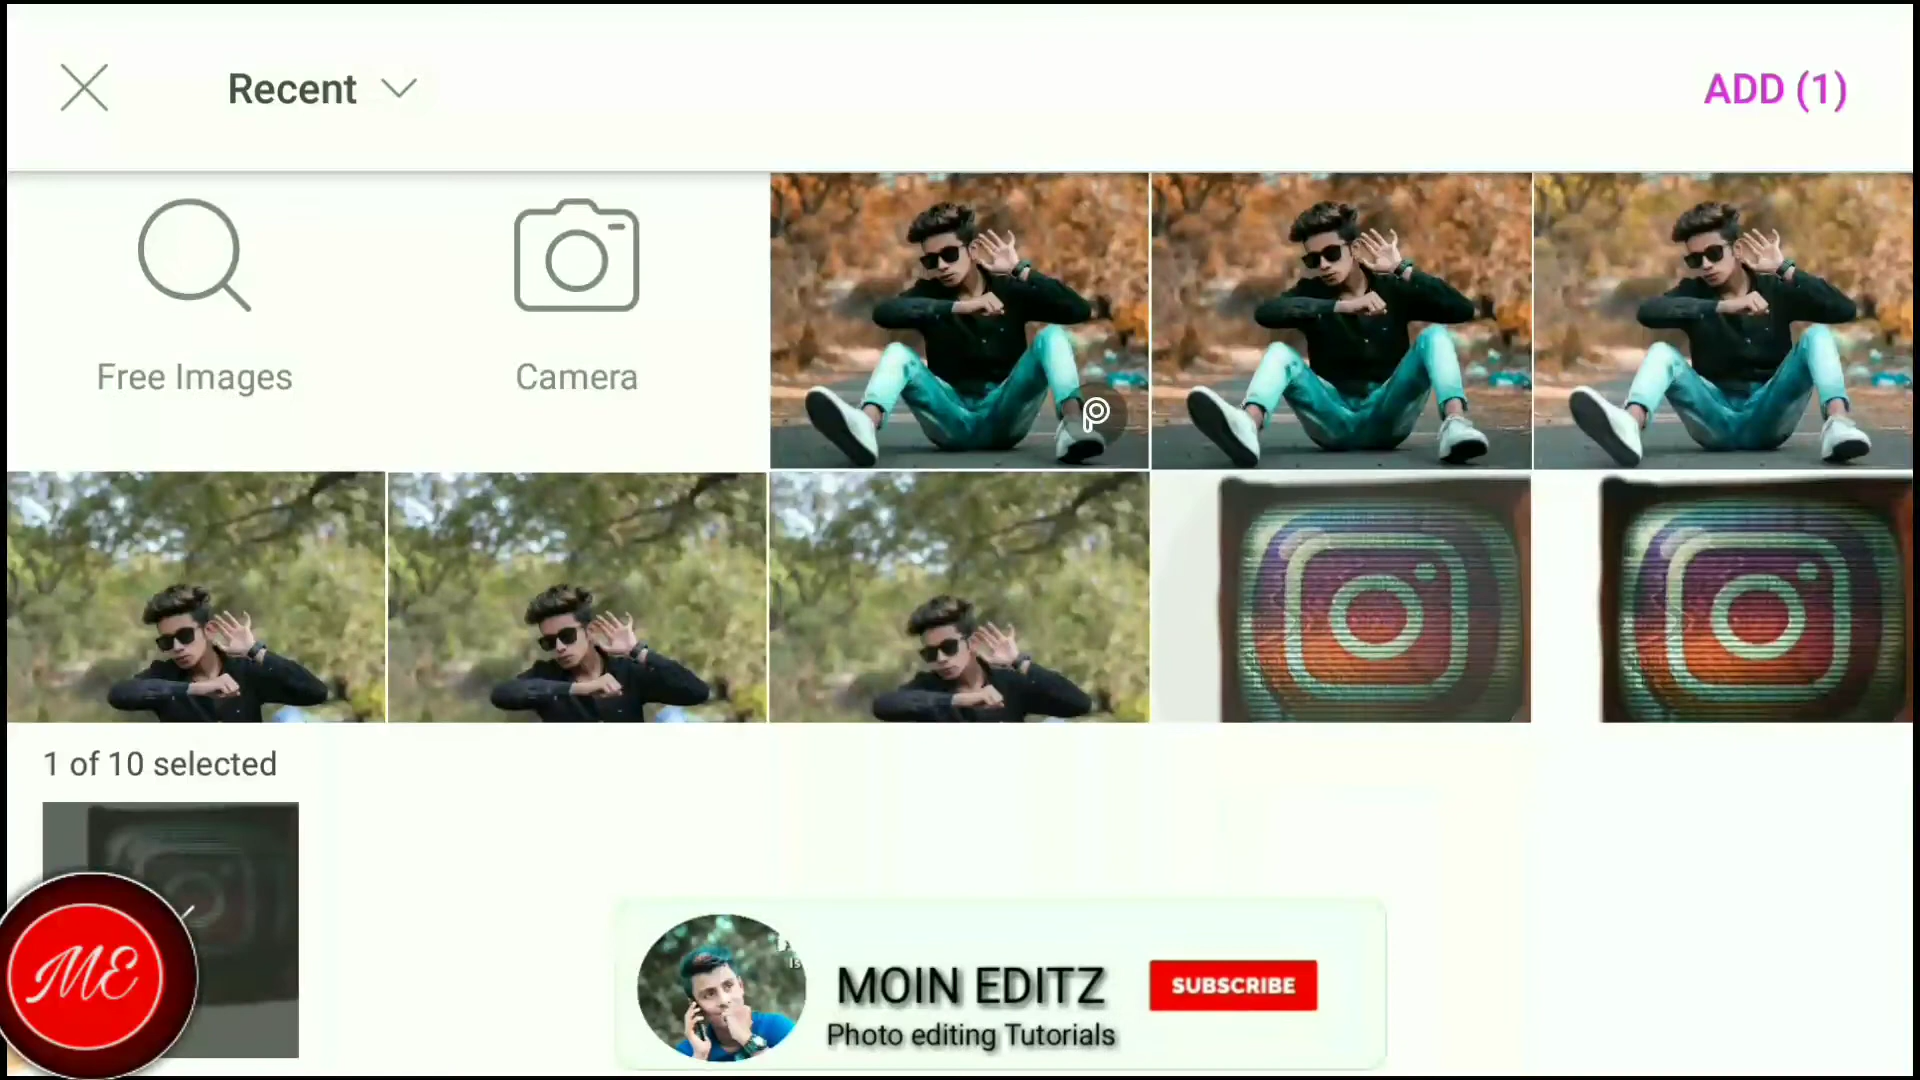 Recent
ADD (1)
Free Images
Camera
1 of 10 selected
ME
MOIN EDITZ
SUBSCRIBE
Photo editing Tutorials